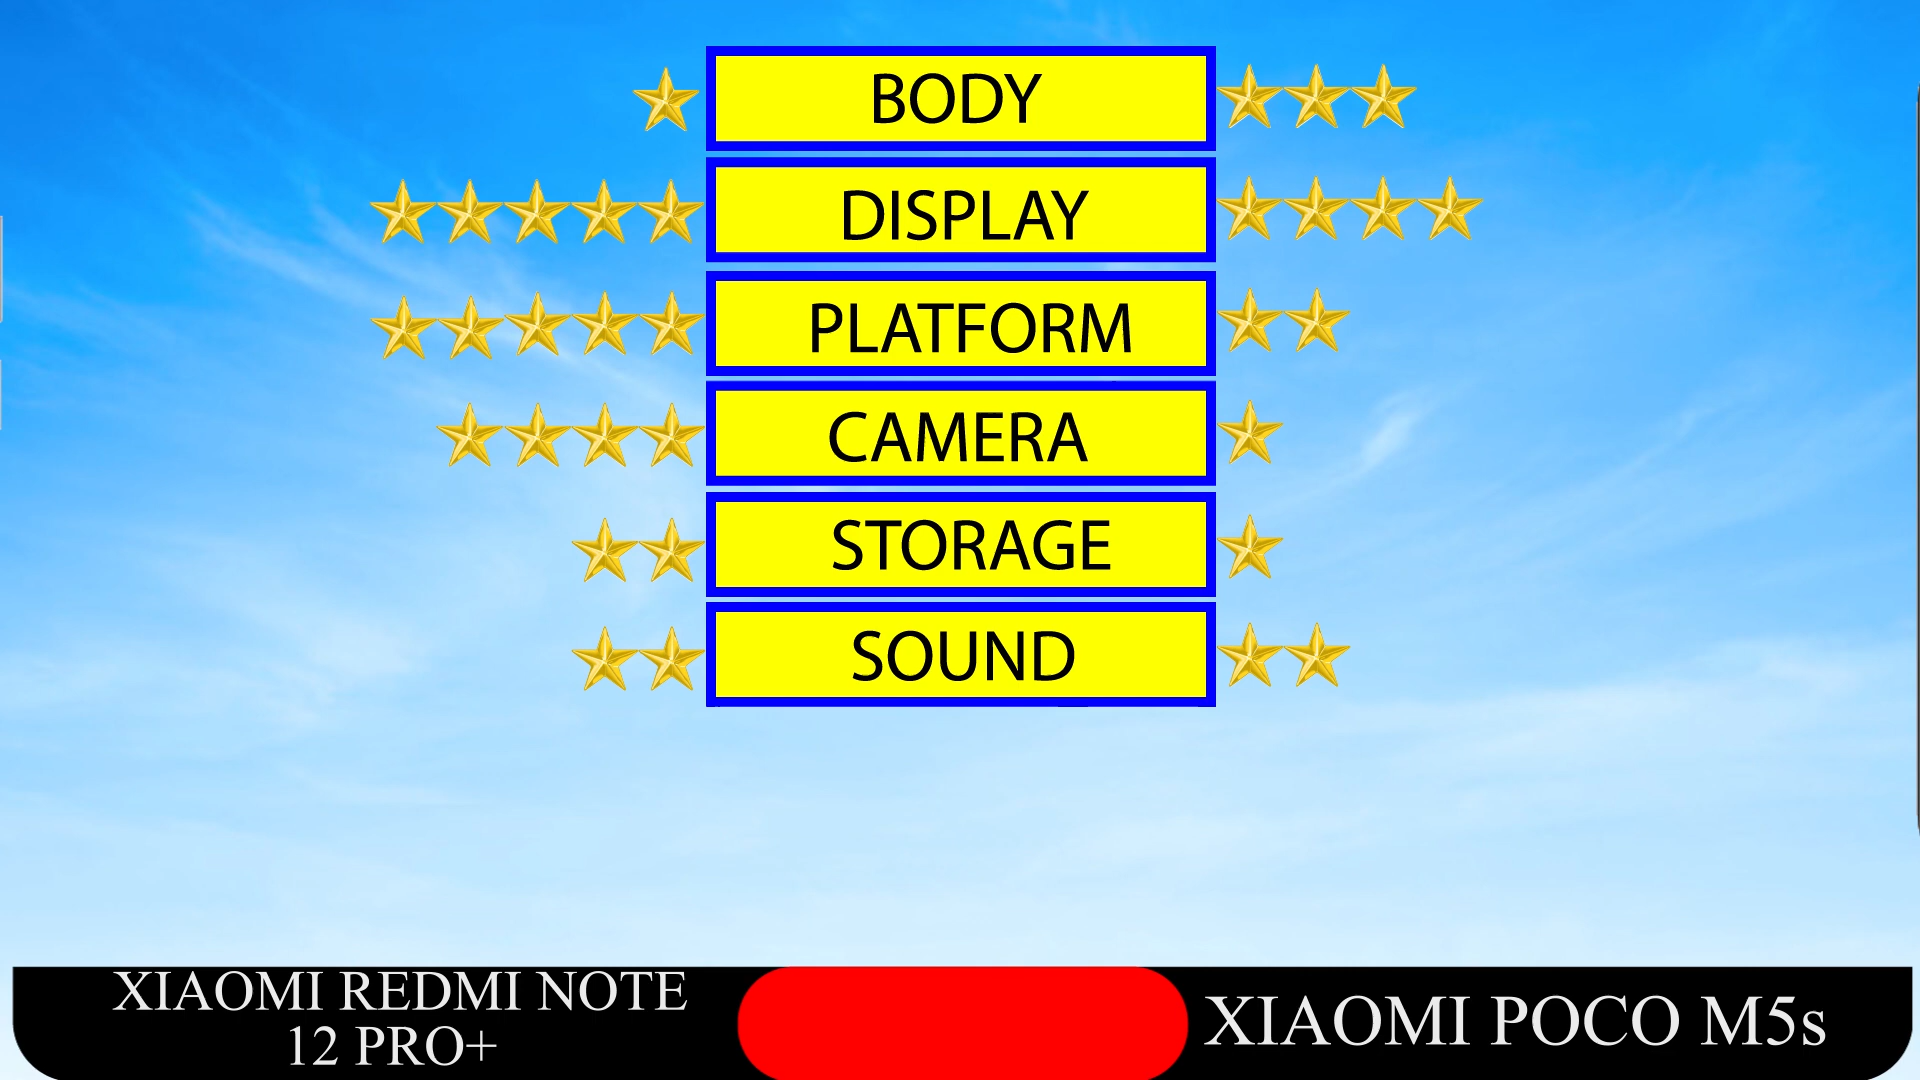 BODY
DISPLAY
PLATFORM
CAMERA
STORAGE
SOUND
XIAOMI REDMI NOTE
12 PRO+
XIAOMI POCO M5s